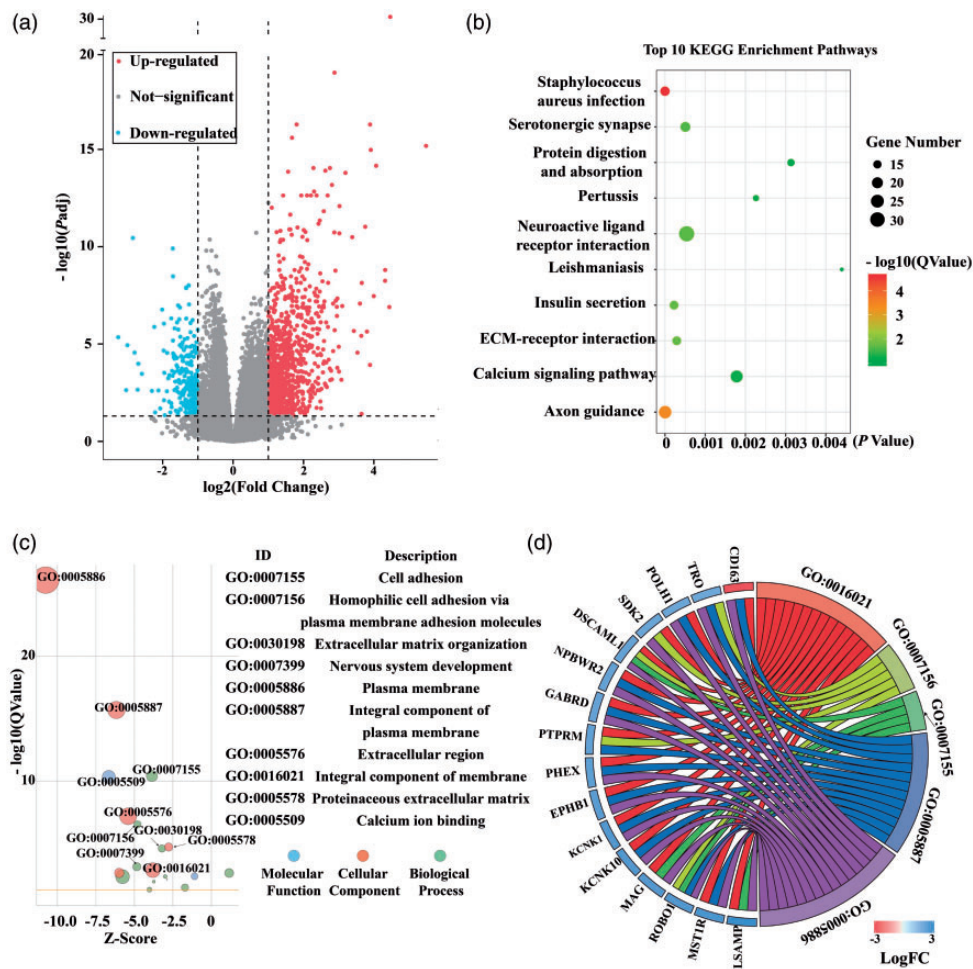 (a)
30
20
15
10
5
0
- log10(Padj)
Up-regulated
Not-significant
Down-regulated
-2
0
2
4
log2(Fold Change)
(b)
Top 10 KEGG Enrichment Pathways
Staphylococcus
aureus infection
Serotonergic synapse
Protein digestion
and absorption
Pertussis
Neuroactive ligand
receptor interaction
Leishmaniasis
Insulin secretion
ECM-receptor interaction
Calcium signaling pathway
Axon guidance
0 0.001 0.002 0.003 0.004 (P Value)
Gene Number
15
20
25
30
- log10(QValue)
4
3
2
(c)
- log10(QValue)
20
10
GO:0005886
GO:0005887
GO:0007155
GO:0005509
GO:0005576
GO:0030198
GO:0007156
GO:0005578
GO:0007399
GO:0016021
-10.0 -7.5 -5.0 -2.5 0
Z-Score
ID Description
GO:0007155 Cell adhesion
GO:0007156 Homophilic cell adhesion via
plasma membrane adhesion molecules
GO:0030198 Extracellular matrix organization
GO:0007399 Nervous system development
GO:0005886 Plasma membrane
GO:0005887 Integral component of
plasma membrane
GO:0005576 Extracellular region
GO:0016021 Integral component of membrane
GO:0005578 Proteinaceous extracellular matrix
GO:0005509 Calcium ion binding
Molecular
Function
Cellular
Component
Biological
Process
(d)
CD163
TRO
POLH1
SDK2
DSCAML1
NPBWR2
GABRD
PTPRM
PHEX
EPHB1
KCNK1
KCNK10
MAG
ROBO1
MST1R
LSAMP
GO:0016021
GO:0007156
GO:0007155
GO:0005887
GO:0005886
-3 3
LogFC